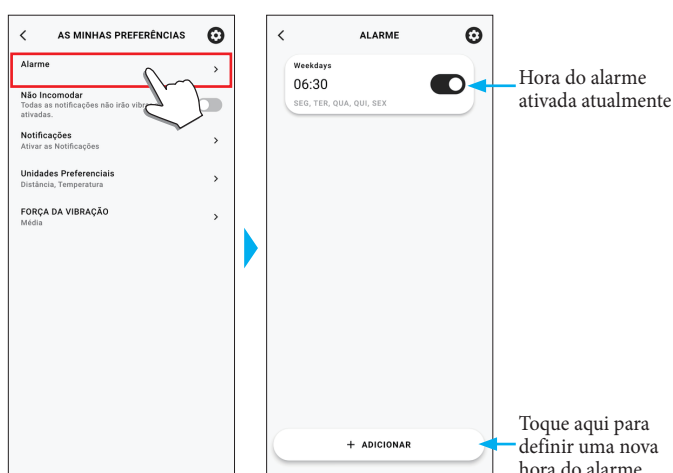 AS MINHAS PREFERÊNCIAS
Alarme
Não Incomodar
Todas as notificações não irão
ativadas.
Notificações
Ativar as Notificações
Unidades Preferenciais
Distância, Temperatura
FORÇA DA VIBRAÇÃO
Média
ALARME
Weekdays
06:30
SEG, TER, QUA, QUI, SEX
+ ADICIONAR
Hora do alarme
ativada atualmente
Toque aqui para
definir uma nova
hora do alarme